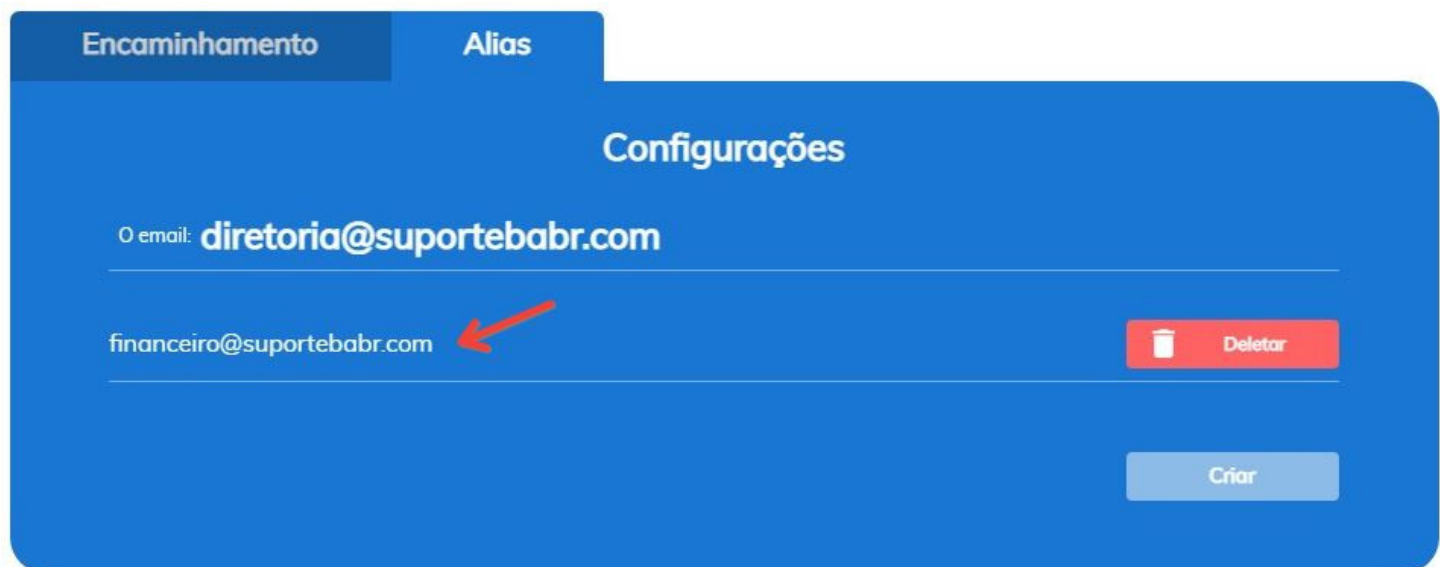 Encaminhamento
Alias
Configurações
O email: diretoria@suportebabr.com
financeiro@suportebabr.com
Deletar
Criar